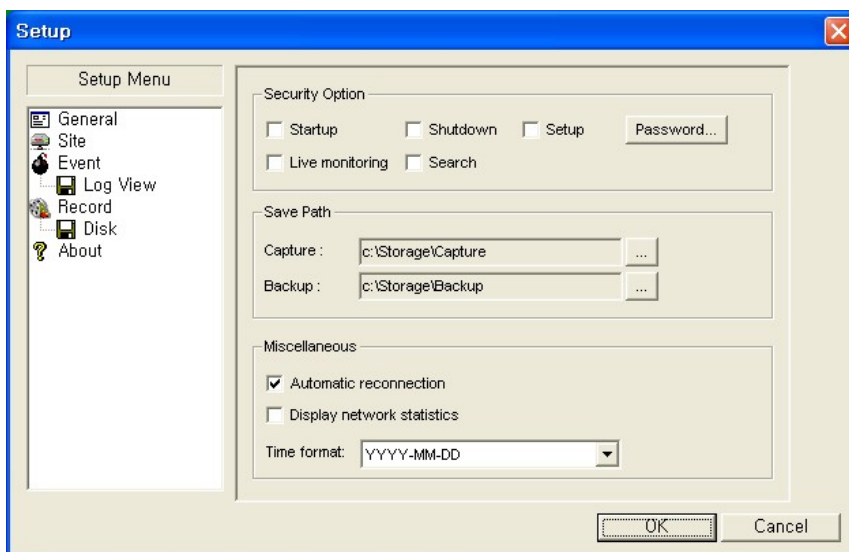 Setup
Setup Menu
General
Site
Event
Log View
Record
Disk
About
Security Option
Startup Shutdown Setup Password...
Live monitoring Search
Save Path
Capture : c:\Storage\Capture ...
Backup : c:\Storage\Backup ...
Miscellaneous
Automatic reconnection
Display network statistics
Time format: YYYY-MM-DD
OK Cancel